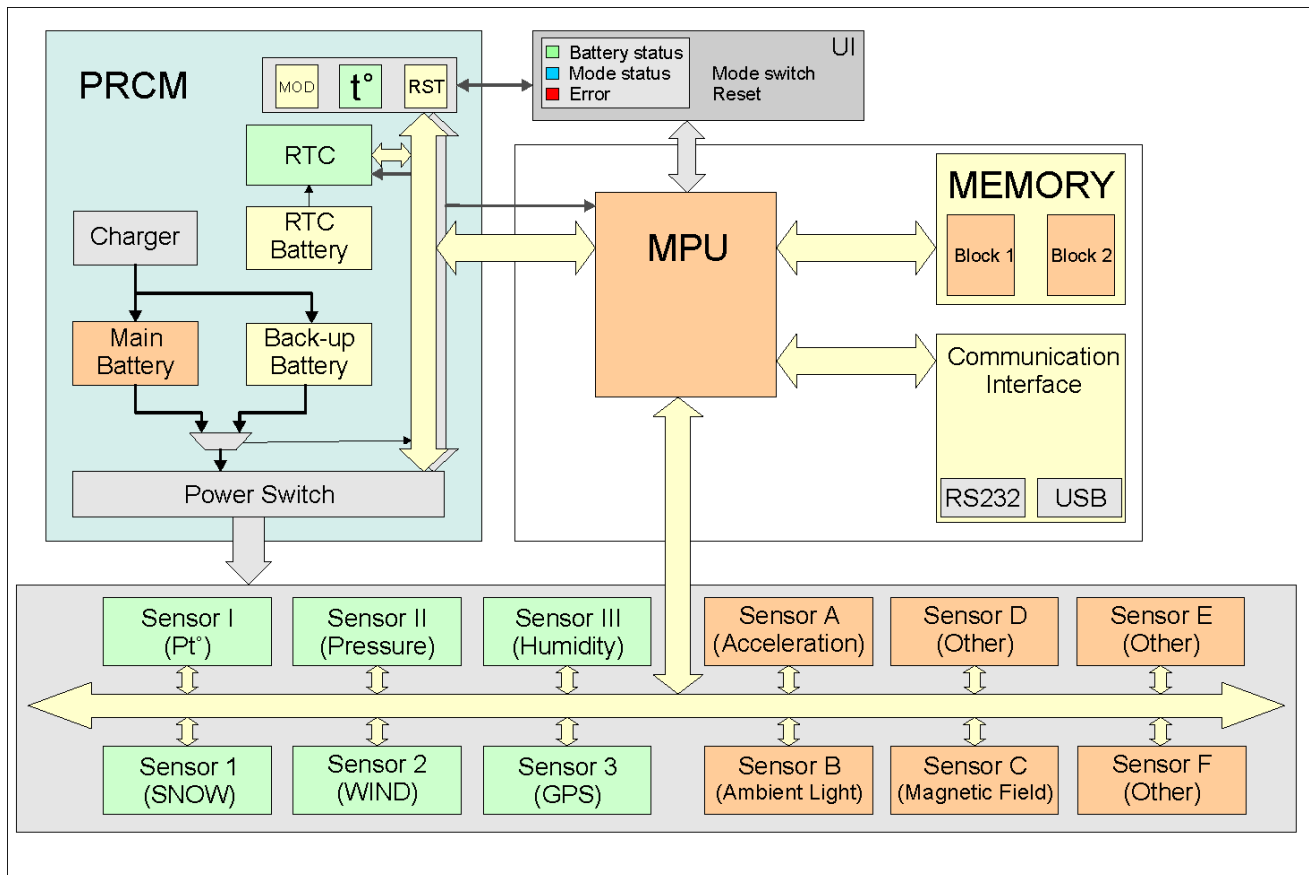 PRCM
MOD
t°
RST
RTC
RTC
Battery
Charger
Main
Battery
Back-up
Battery
Power Switch
UI
Battery status
Mode status
Error
Mode switch
Reset
MPU
MEMORY
Block 1
Block 2
Communication
Interface
RS232
USB
Sensor I
(Pt°)
Sensor II
(Pressure)
Sensor III
(Humidity)
Sensor A
(Acceleration)
Sensor D
(Other)
Sensor E
(Other)
Sensor 1
(SNOW)
Sensor 2
(WIND)
Sensor 3
(GPS)
Sensor B
(Ambient Light)
Sensor C
(Magnetic Field)
Sensor F
(Other)